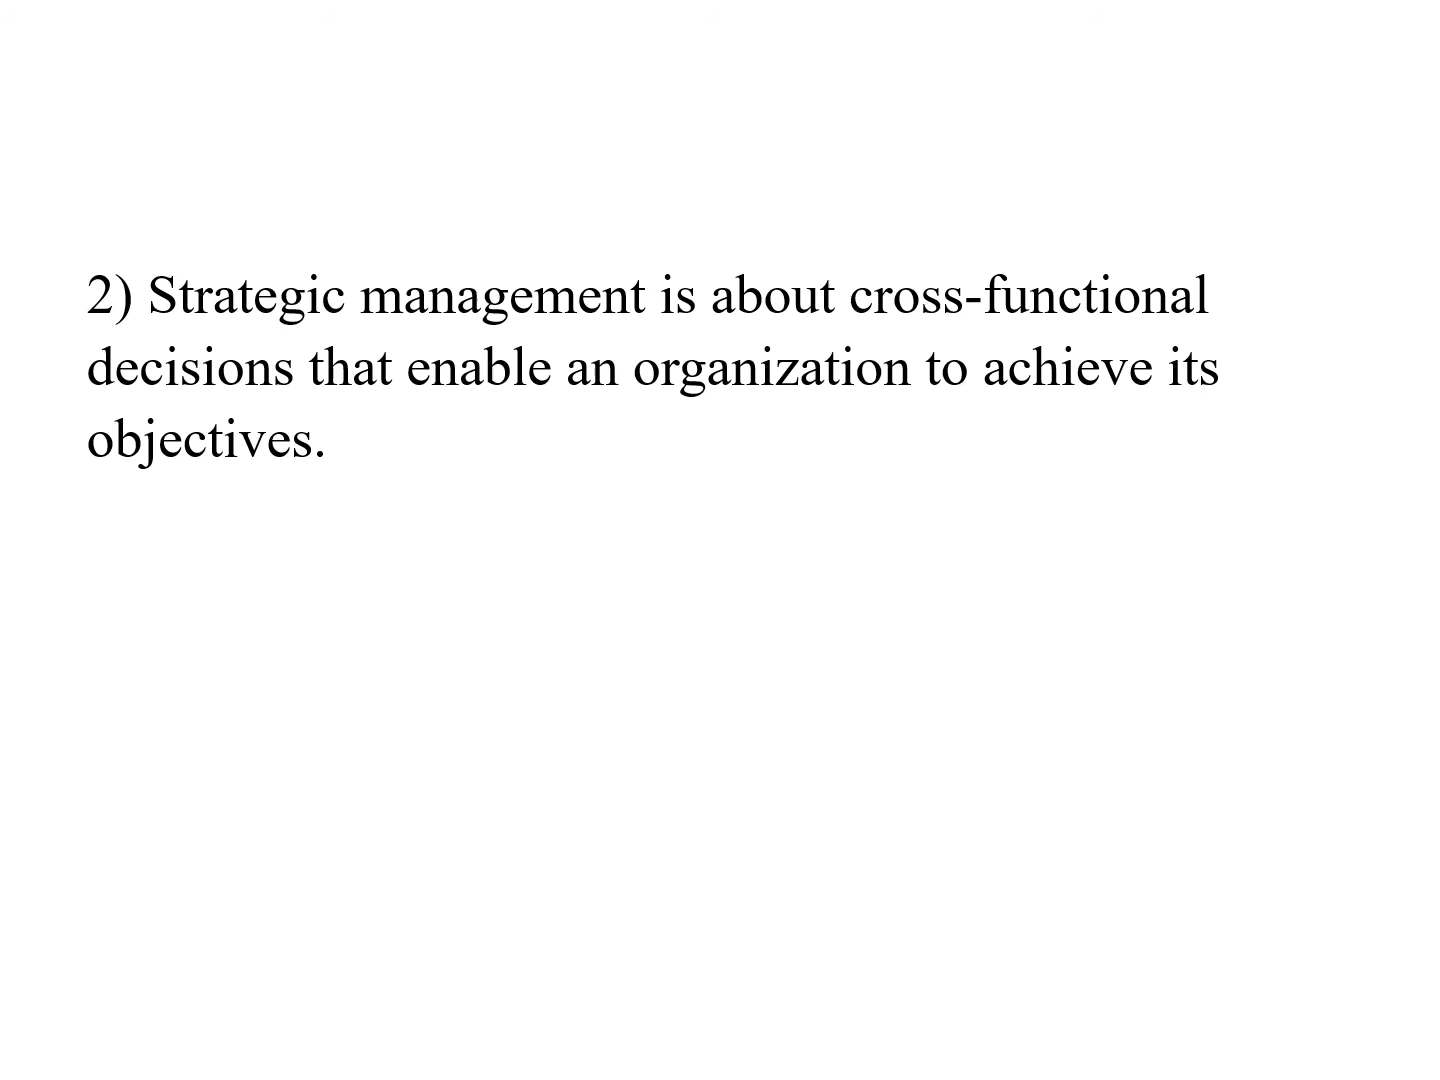 2) Strategic management is about cross-functional
decisions that enable an organization to achieve its
objectives.